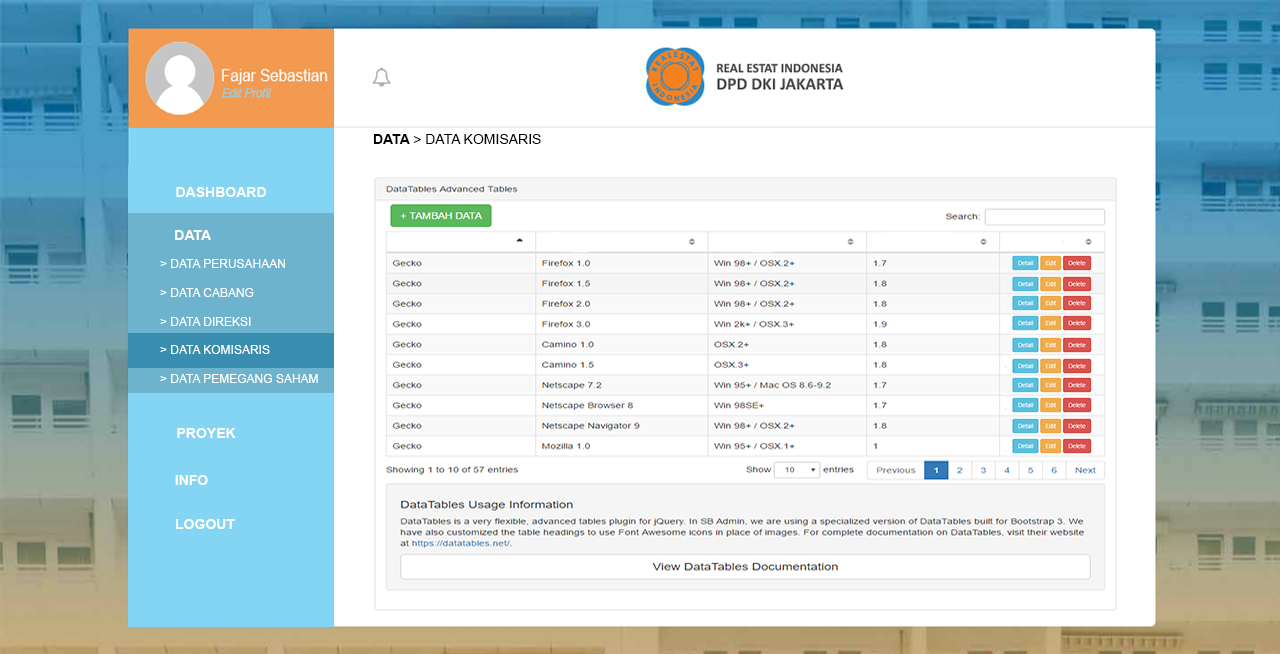 Fajar Sebastian
Edit Profil
REAL ESTAT INDONESIA
REAL ESTAT INDONESIA
DPD DKI JAKARTA
DATA > DATA KOMISARIS
DASHBOARD
DATA
> DATA PERUSAHAAN
> DATA CABANG
> DATA DIREKSI
> DATA KOMISARIS
> DATA PEMEGANG SAHAM
PROYEK
INFO
LOGOUT
DataTables Advanced Tables
+ TAMBAH DATA Search:
Gecko Firefox 1.0 Win 98+ / OSX.2+ 1.7 Detail Edit Delete
Gecko Firefox 1.5 Win 98+ / OSX.2+ 1.8 Detail Edit Delete
Gecko Firefox 2.0 Win 98+ / OSX.2+ 1.8 Detail Edit Delete
Gecko Firefox 3.0 Win 2k+ / OSX.3+ 1.9 Detail Edit Delete
Gecko Camino 1.0 OSX.2+ 1.8 Detail Edit Delete
Gecko Camino 1.5 OSX.3+ 1.8 Detail Edit Delete
Gecko Netscape 7.2 Win 95+ / Mac OS 8.6-9.2 1.7 Detail Edit Delete
Gecko Netscape Browser 8 Win 98SE+ 1.7 Detail Edit Delete
Gecko Netscape Navigator 9 Win 98+ / OSX.2+ 1.8 Detail Edit Delete
Gecko Mozilla 1.0 Win 95+ / OSX.1+ 1 Detail Edit Delete
Showing 1 to 10 of 57 entries Show 10 entries Previous 1 2 3 4 5 6 Next
DataTables Usage Information
DataTables is a very flexible, advanced tables plugin for jQuery. In SB Admin, we are using a specialized version of DataTables built for Bootstrap 3. We
have also customized the table headings to use Font Awesome icons in place of images. For complete documentation on DataTables, visit their website
at https://datatables.net/.
View DataTables Documentation